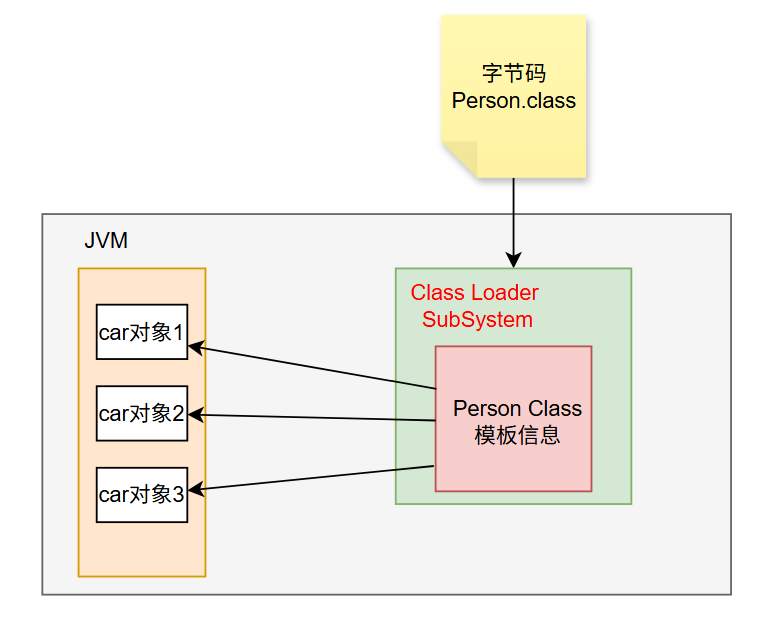 字节码
Person.class
JVM
Class Loader
SubSystem
car对象1
car对象2
car对象3
Person Class
模板信息